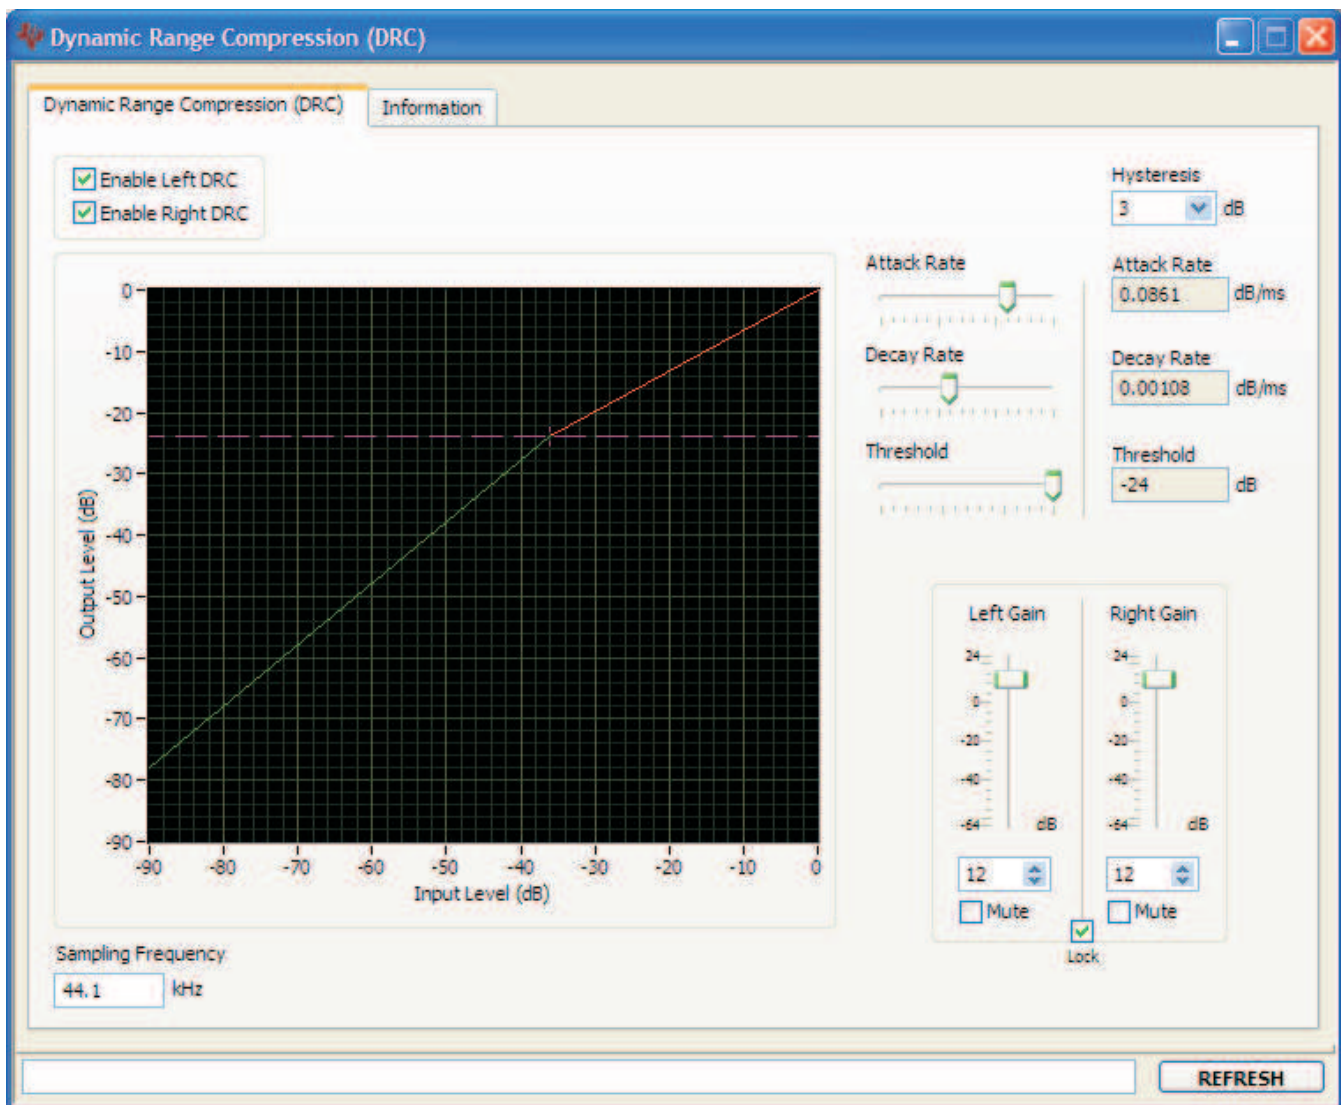 Dynamic Range Compression (DRC)
Dynamic Range Compression (DRC)
Information
Enable Left DRC
Enable Right DRC
Hysteresis
3 dB
0
-10
-20
-30
-40
-50
-60
-70
-80
-90
Output Level (dB)
-90 -80 -70 -60 -50 -40 -30 -20 -10 0
Input Level (dB)
Attack Rate
Attack Rate
0.0861 dB/ms
Decay Rate
Decay Rate
0.00108 dB/ms
Threshold
Threshold
-24 dB
Left Gain
24
0
-20
-40
-64 dB
12
Mute
Right Gain
24
0
-20
-40
-64 dB
12
Mute
Lock
Sampling Frequency
44.1 kHz
REFRESH